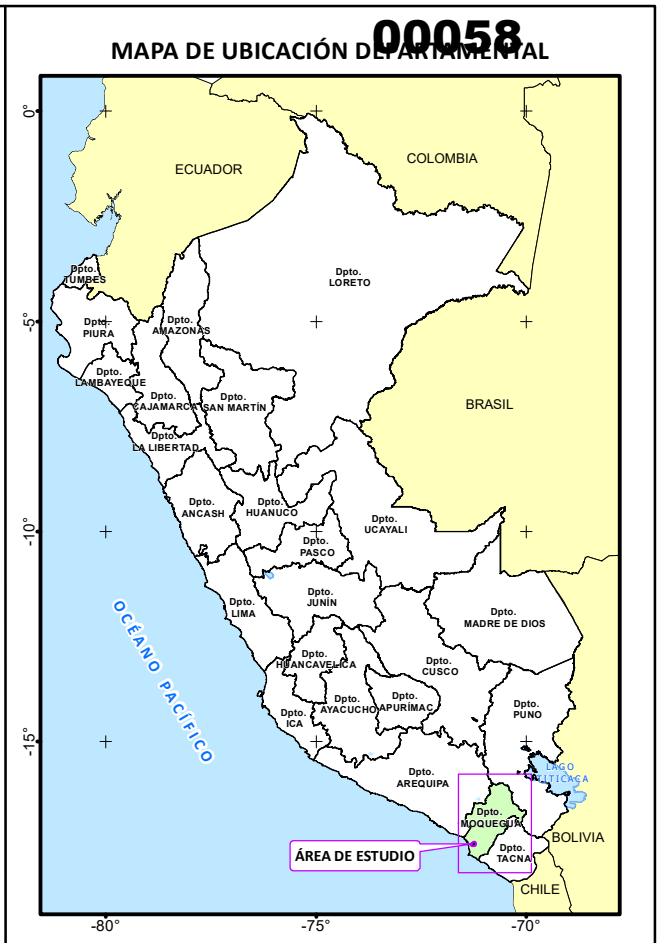 00058
MAPA DE UBICACIÓN DEPARTAMENTAL
0°
-5°
-10°
-15°
ECUADOR
COLOMBIA
Dpto.
LORETO
Dpto.
TUMBES
Dpto.
PIURA
Dpto.
AMAZONAS
Dpto.
LAMBAYEQUE
Dpto.
CAJAMARCA
Dpto.
SAN MARTÍN
BRASIL
Dpto.
LA LIBERTAD
Dpto.
ANCASH
Dpto.
HUANUCO
Dpto.
UCAYALI
Dpto.
PASCO
Dpto.
LIMA
Dpto.
JUNÍN
Dpto.
MADRE DE DIOS
OCÉANO PACÍFICO
Dpto.
HUANCAVELICA
Dpto.
CUSCO
Dpto.
ICA
Dpto.
AYACUCHO
Dpto.
APURÍMAC
Dpto.
PUNO
LAGO
TITICACA
Dpto.
AREQUIPA
Dpto.
MOQUEGUA
BOLIVIA
Dpto.
TACNA
ÁREA DE ESTUDIO
CHILE
-80°
-75°
-70°